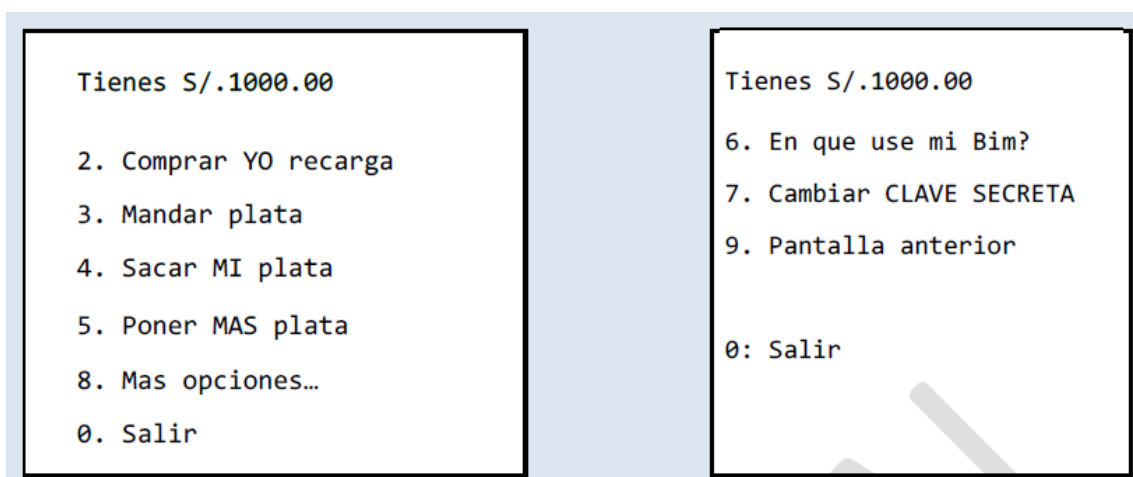 Tienes S/.1000.00
2. Comprar YO recarga
3. Mandar plata
4. Sacar MI plata
5. Poner MAS plata
8. Mas opciones…
0. Salir
Tienes S/.1000.00
6. En que use mi Bim?
7. Cambiar CLAVE SECRETA
9. Pantalla anterior
0: Salir